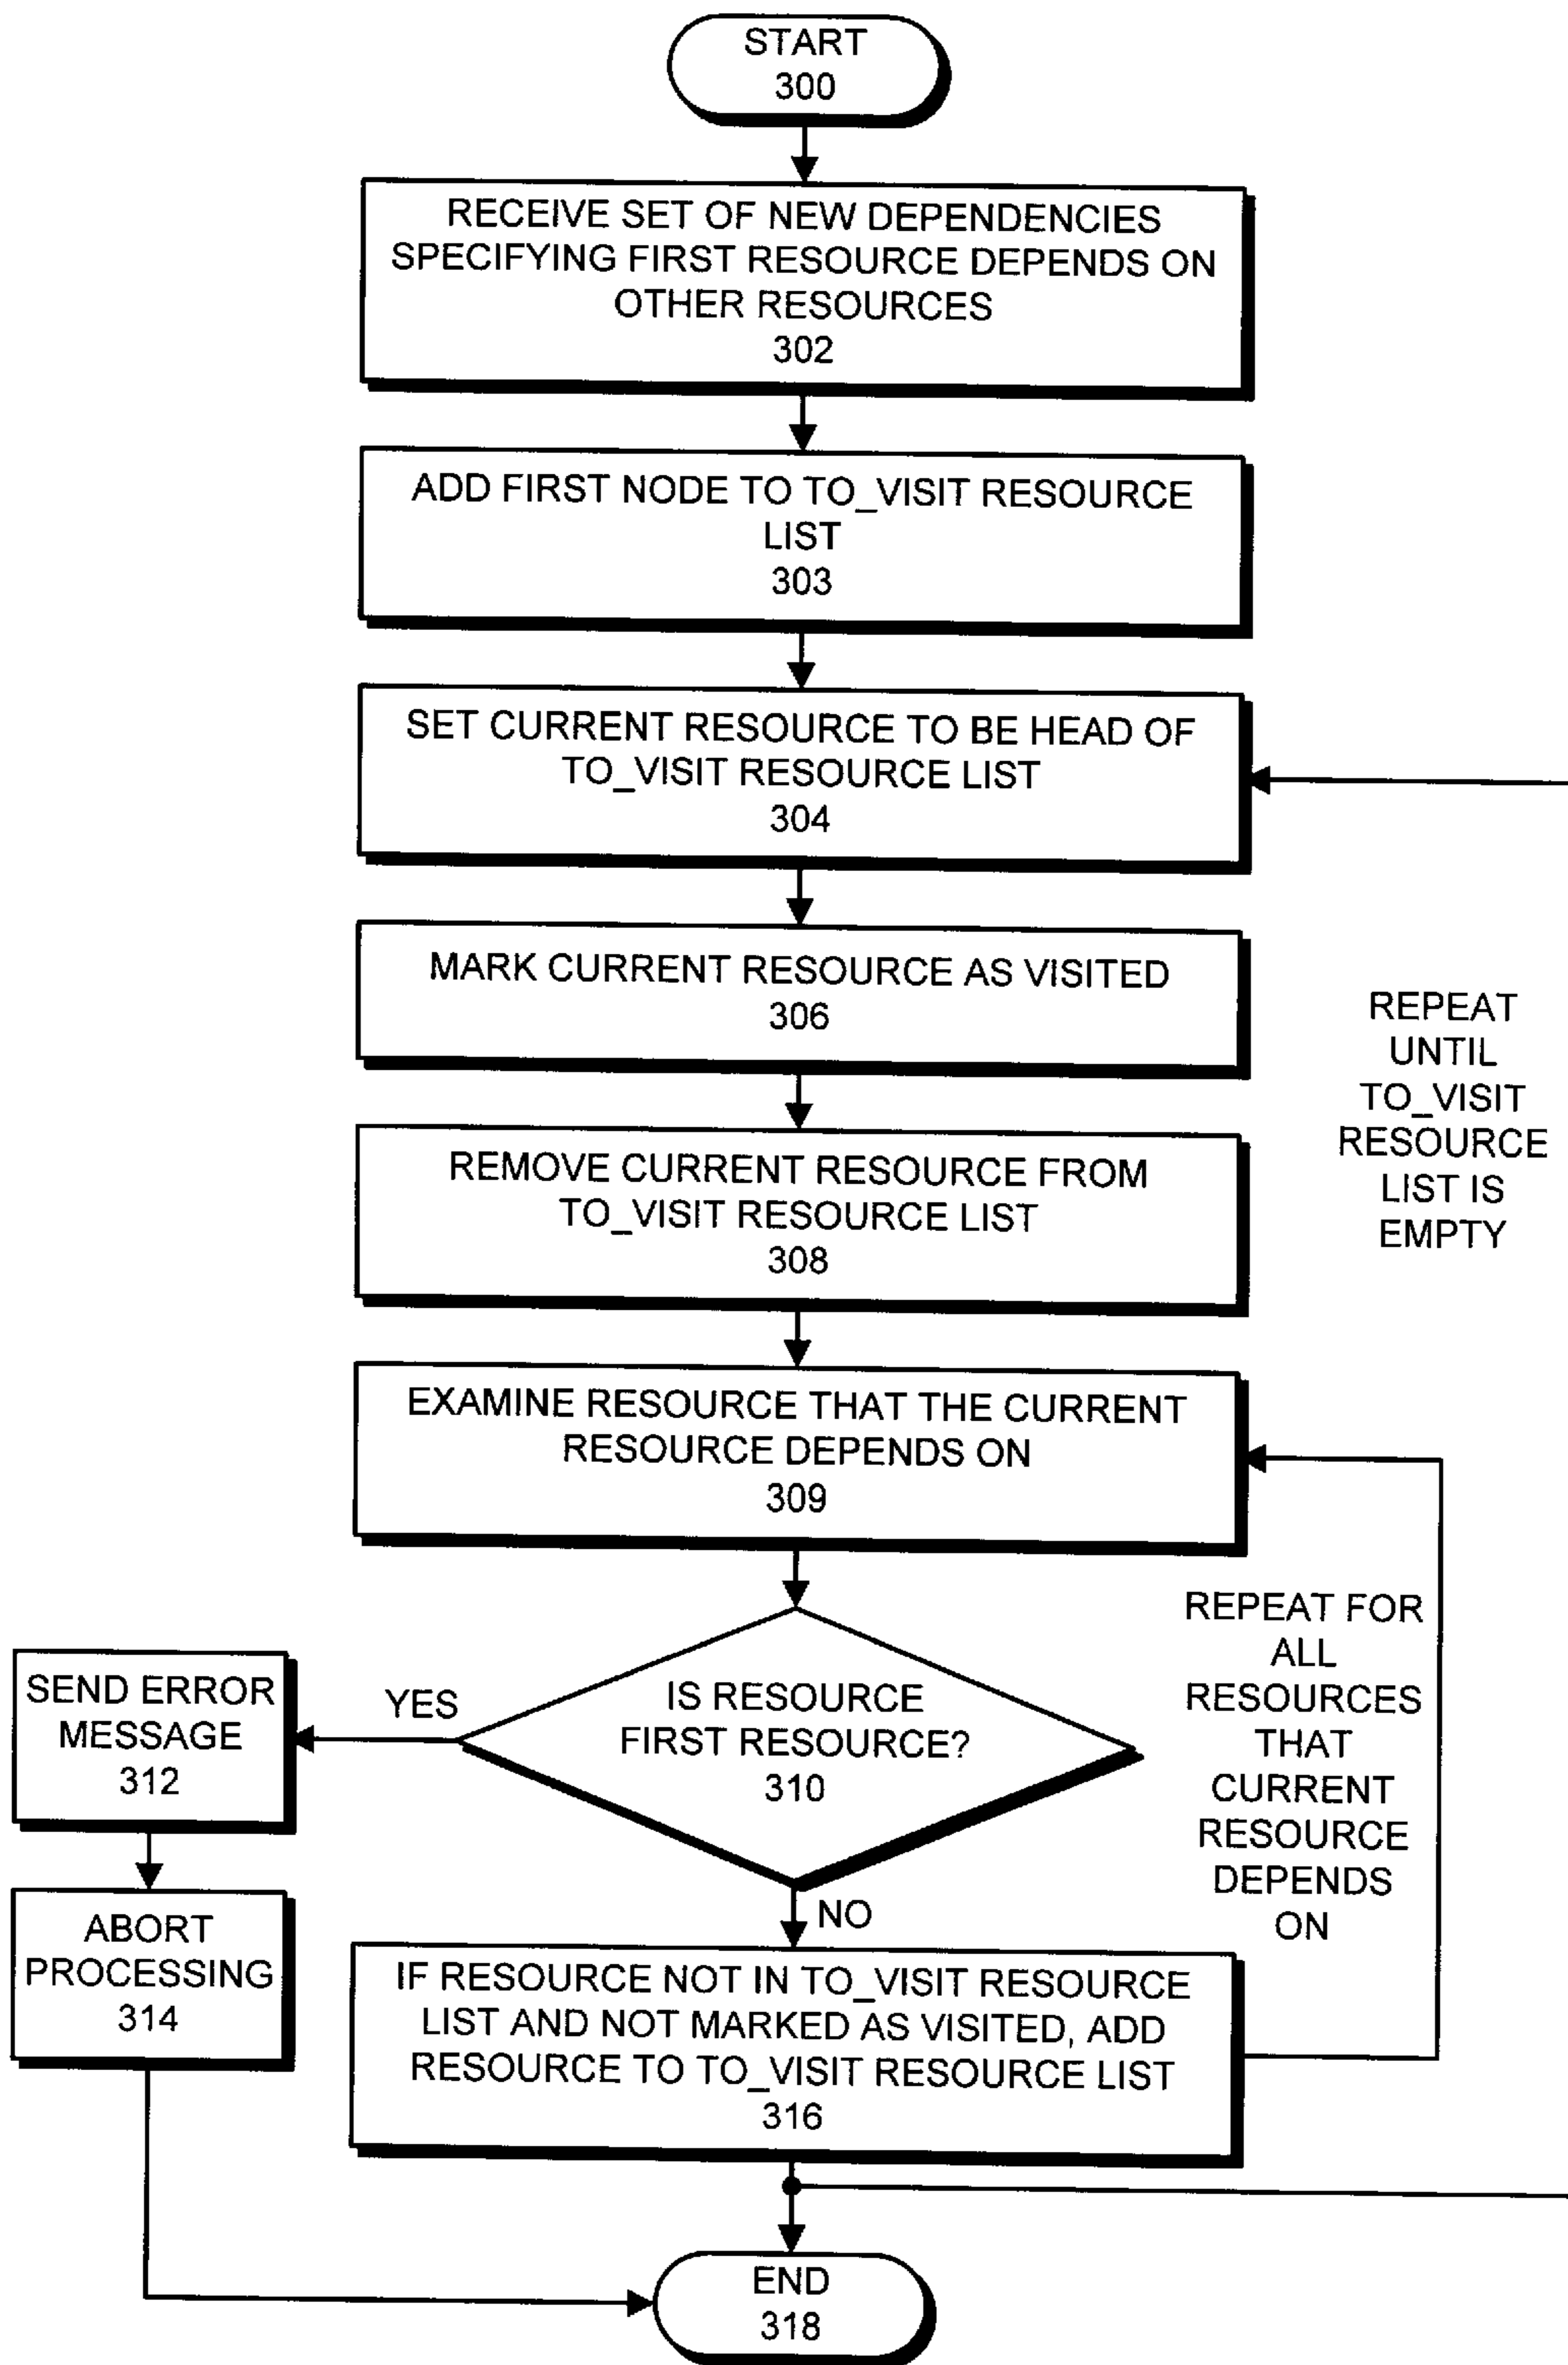 START
300
RECEIVE SET OF NEW DEPENDENCIES
SPECIFYING FIRST RESOURCE DEPENDS ON
OTHER RESOURCES
302
ADD FIRST NODE TO TO_VISIT RESOURCE
LIST
303
SET CURRENT RESOURCE TO BE HEAD OF
TO_VISIT RESOURCE LIST
304
MARK CURRENT RESOURCE AS VISITED
306
REPEAT
UNTIL
TO_VISIT
RESOURCE
LIST IS
EMPTY
REMOVE CURRENT RESOURCE FROM
TO_VISIT RESOURCE LIST
308
EXAMINE RESOURCE THAT THE CURRENT
RESOURCE DEPENDS ON
309
REPEAT FOR
ALL
RESOURCES
THAT
CURRENT
RESOURCE
DEPENDS
ON
IS RESOURCE
FIRST RESOURCE?
310
YES
SEND ERROR
MESSAGE
312
ABORT
PROCESSING
314
NO
IF RESOURCE NOT IN TO_VISIT RESOURCE
LIST AND NOT MARKED AS VISITED, ADD
RESOURCE TO TO_VISIT RESOURCE LIST
316
END
318